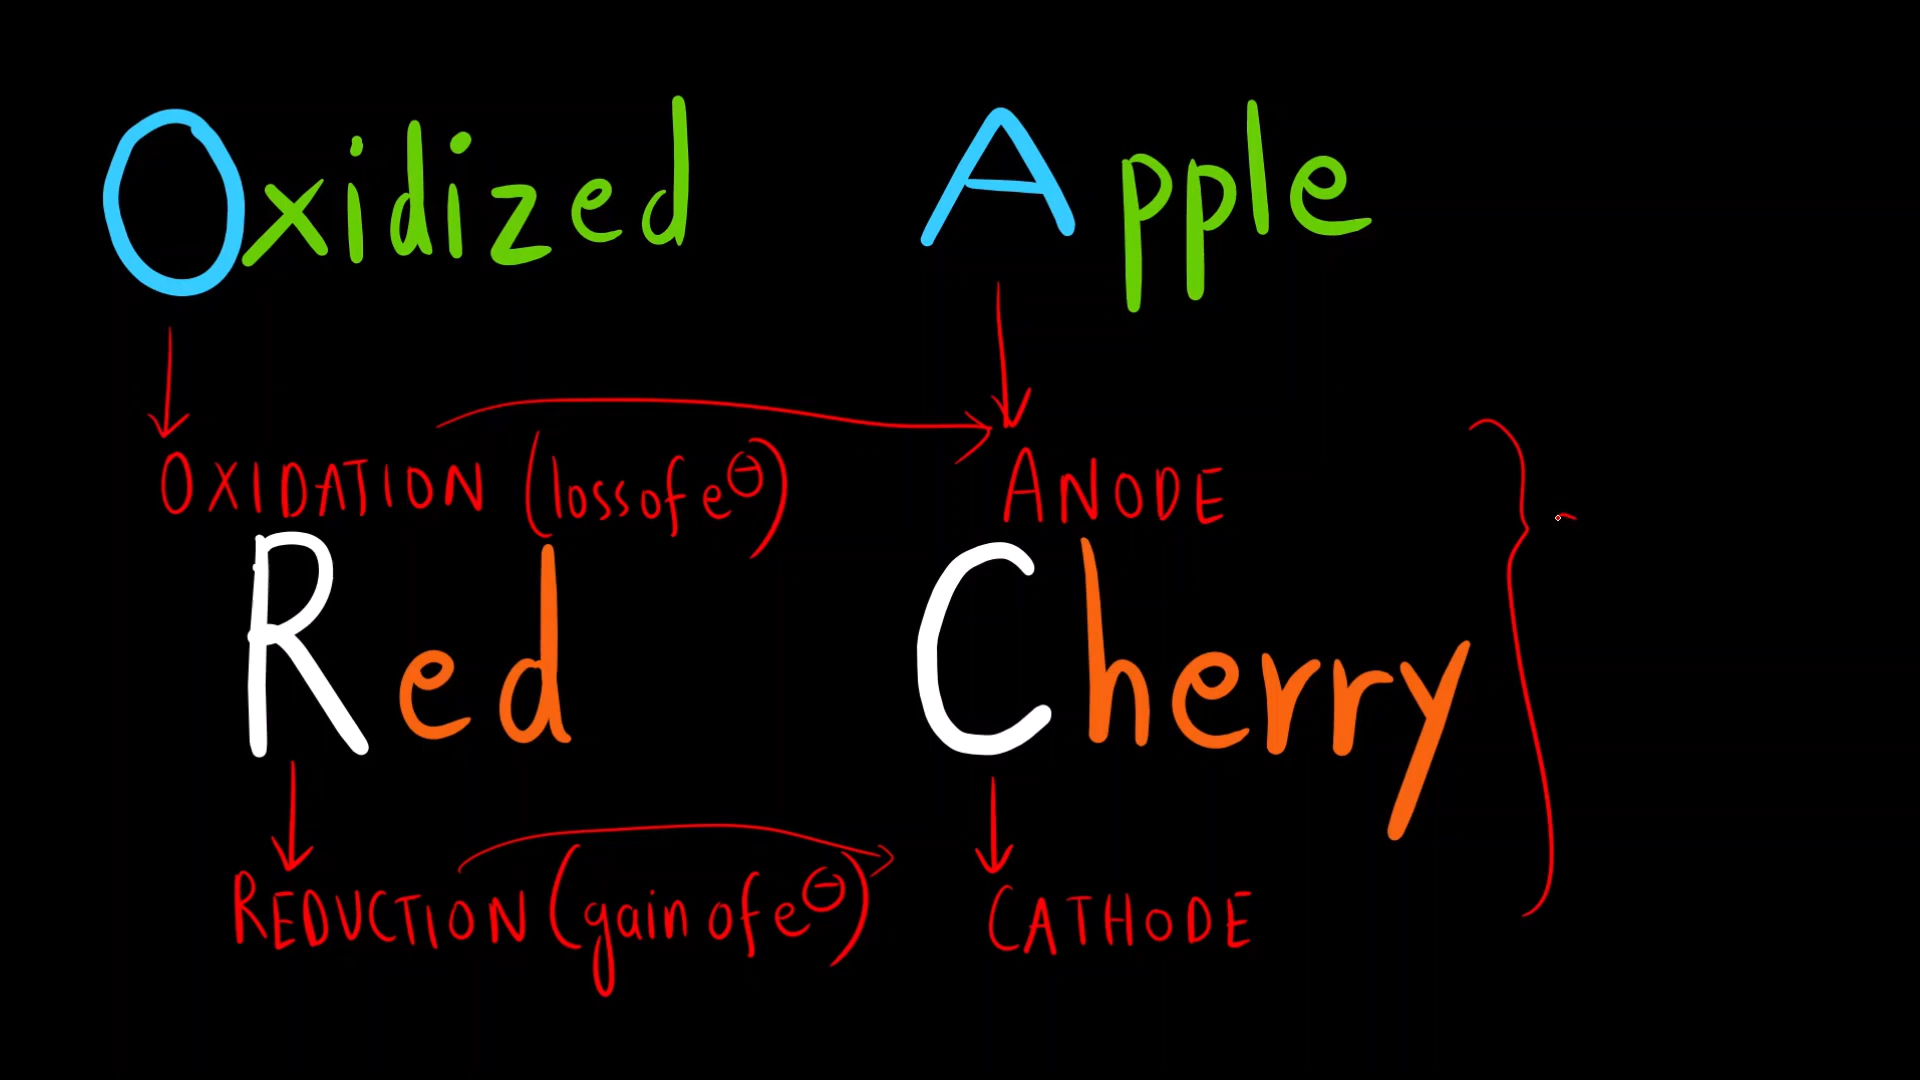 Oxidized Apple
OXIDATION (loss of e⊖) ANODE
Red Cherry
REDUCTION (gain of e⊖) CATHODE